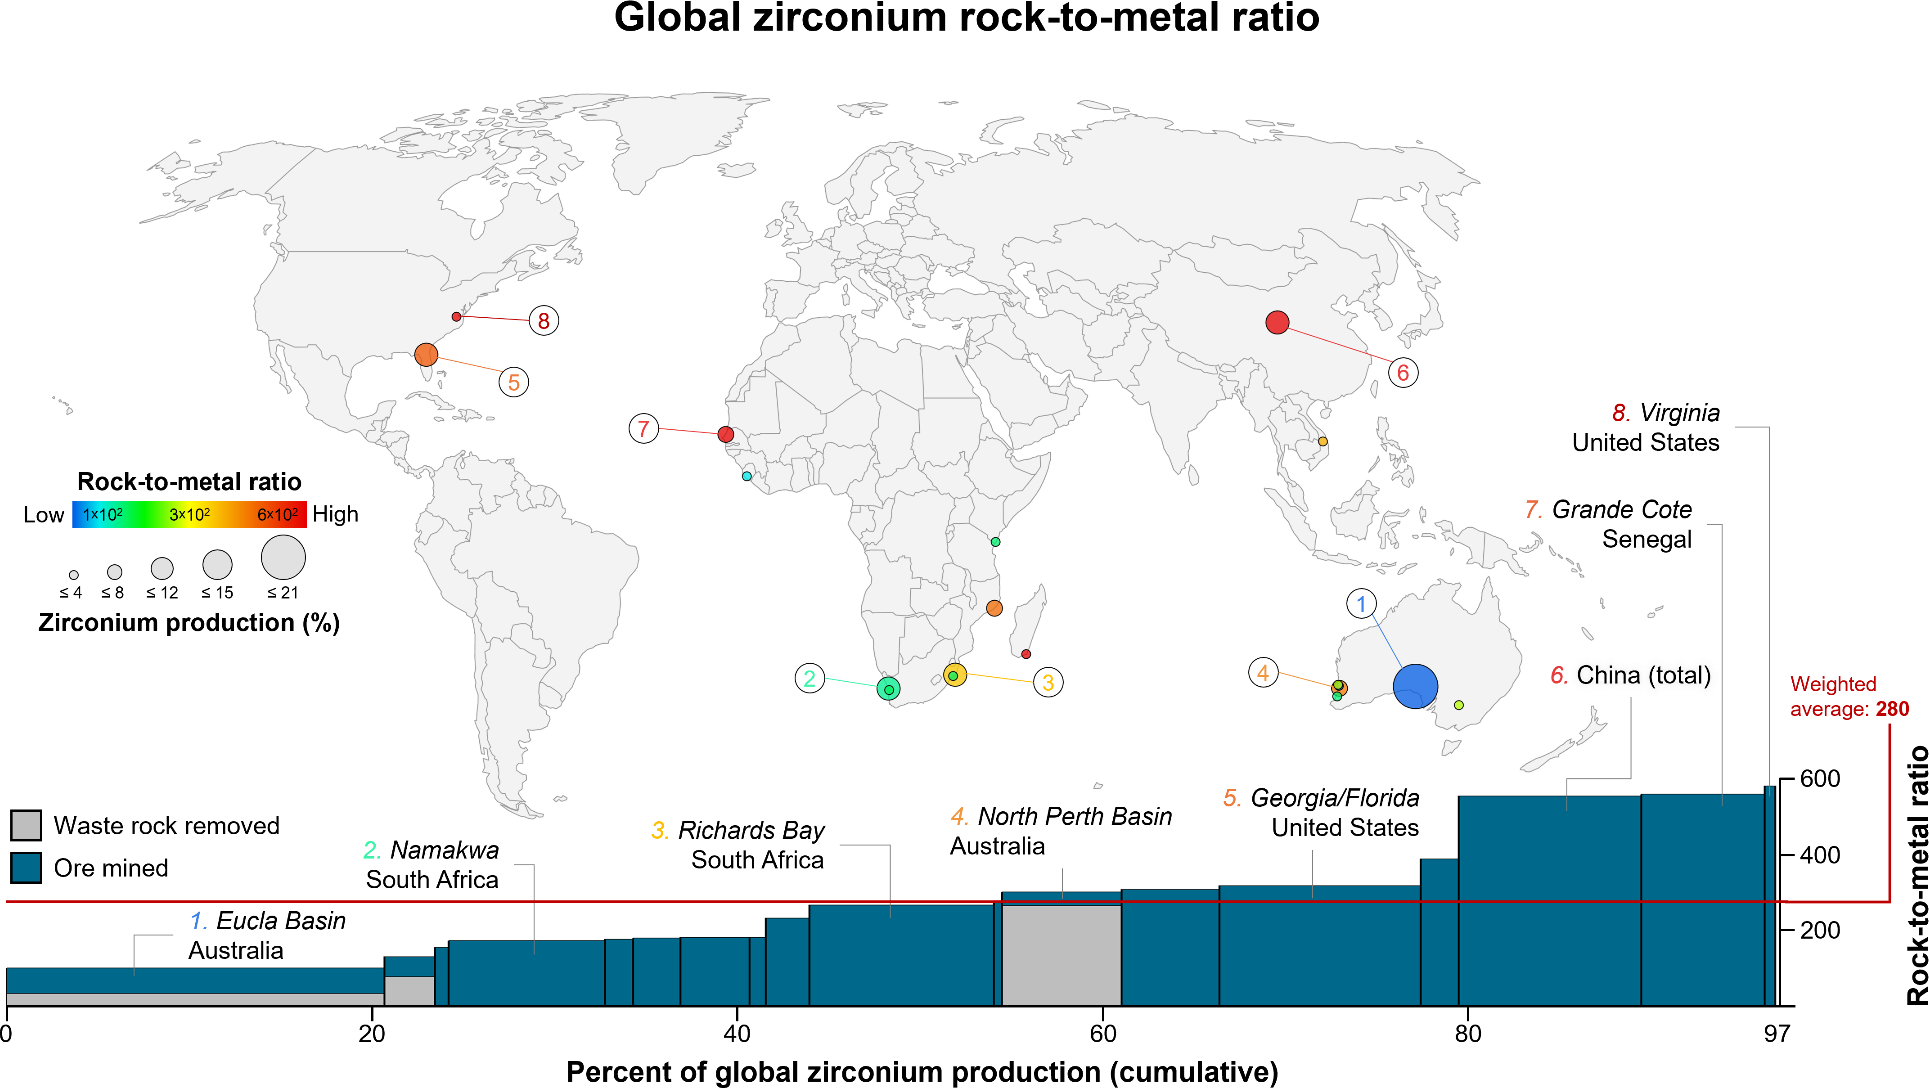 Global zirconium rock-to-metal ratio
8
5
7
6
8. Virginia
United States
Rock-to-metal ratio
Low 1×10² 3×10² 6×10² High
≤ 4 ≤ 8 ≤ 12 ≤ 15 ≤ 21
Zirconium production (%)
7. Grande Cote
Senegal
1
2
3
4
6. China (total)
Weighted
average: 280
Waste rock removed
Ore mined
1. Eucla Basin
Australia
2. Namakwa
South Africa
3. Richards Bay
South Africa
4. North Perth Basin
Australia
5. Georgia/Florida
United States
600
400
200
Rock-to-metal ratio
0 20 40 60 80 97
Percent of global zirconium production (cumulative)